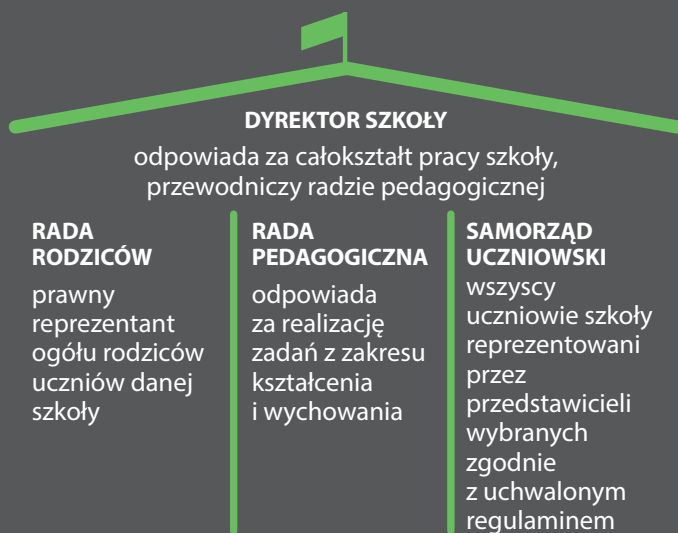 DYREKTOR SZKOŁY
odpowiada za całokształt pracy szkoły,
przewodniczy radzie pedagogicznej
RADA
RODZICÓW
prawny
reprezentant
ogółu rodziców
uczniów danej
szkoły
RADA
PEDAGOGICZNA
odpowiada
za realizację
zadań z zakresu
kształcenia
i wychowania
SAMORZĄD
UCZNIOWSKI
wszyscy
uczniowie szkoły
reprezentowani
przez
przedstawicieli
wybranych
zgodnie
z uchwalonym
regulaminem